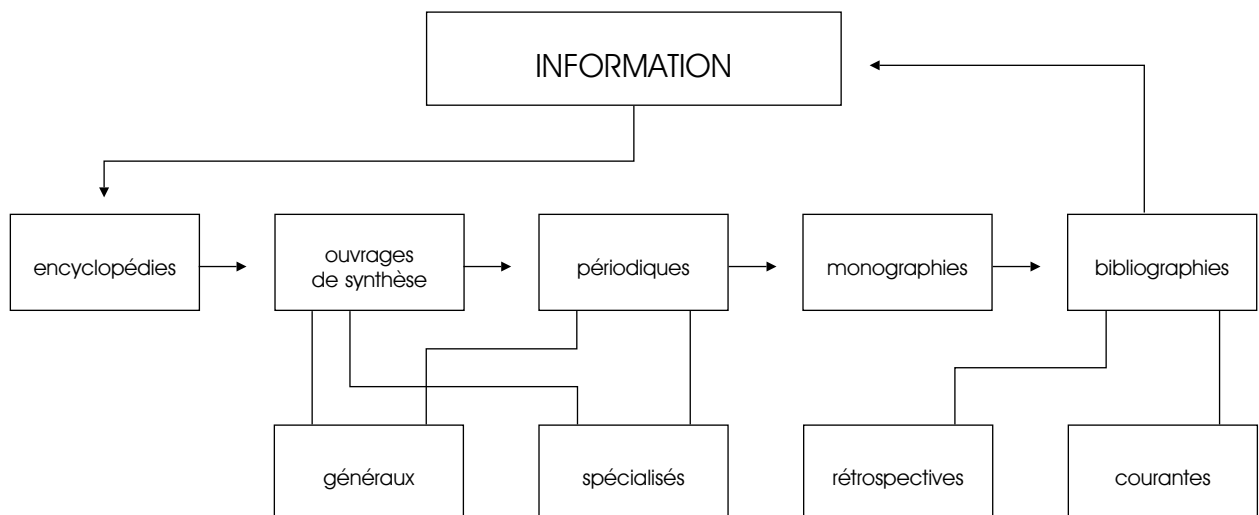 INFORMATION
encyclopédies
ouvrages
de synthèse
périodiques
monographies
bibliographies
généraux
spécialisés
rétrospectives
courantes